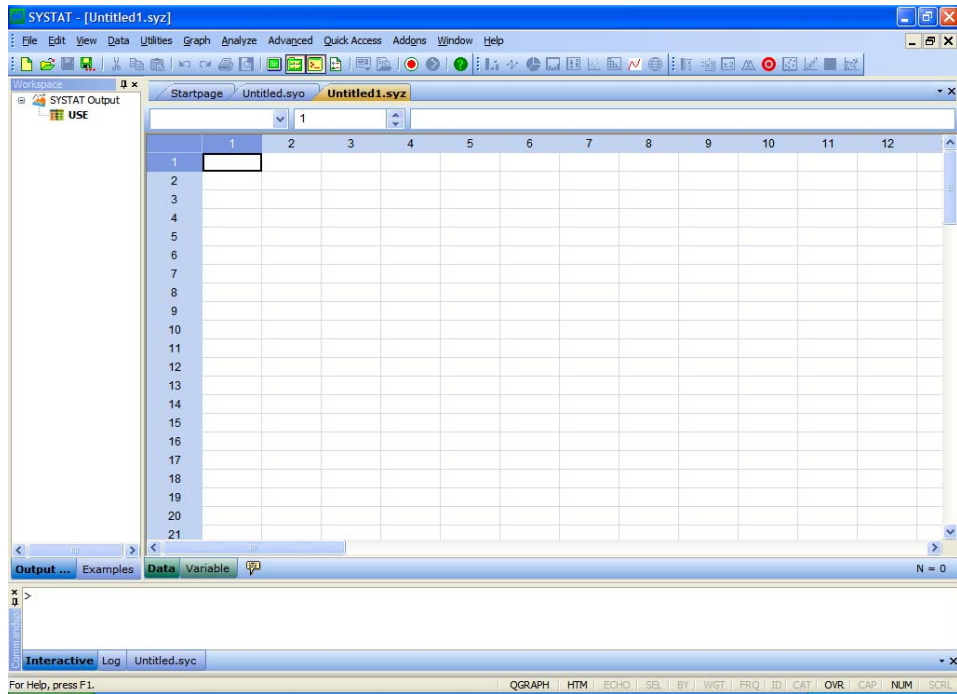 SYSTAT - [Untitled1.syz]
File Edit View Data Utilities Graph Analyze Advanced Quick Access Addons Window Help
Workspace
SYSTAT Output
USE
Startpage Untitled.syo Untitled1.syz
1
1 2 3 4 5 6 7 8 9 10 11 12
1
2
3
4
5
6
7
8
9
10
11
12
13
14
15
16
17
18
19
20
21
Output ... Examples Data Variable N = 0
>
Interactive Log Untitled.syc
For Help, press F1. QGRAPH HTM ECHO SEL BY WGT FRQ ID CAT OVR CAP NUM SCRL